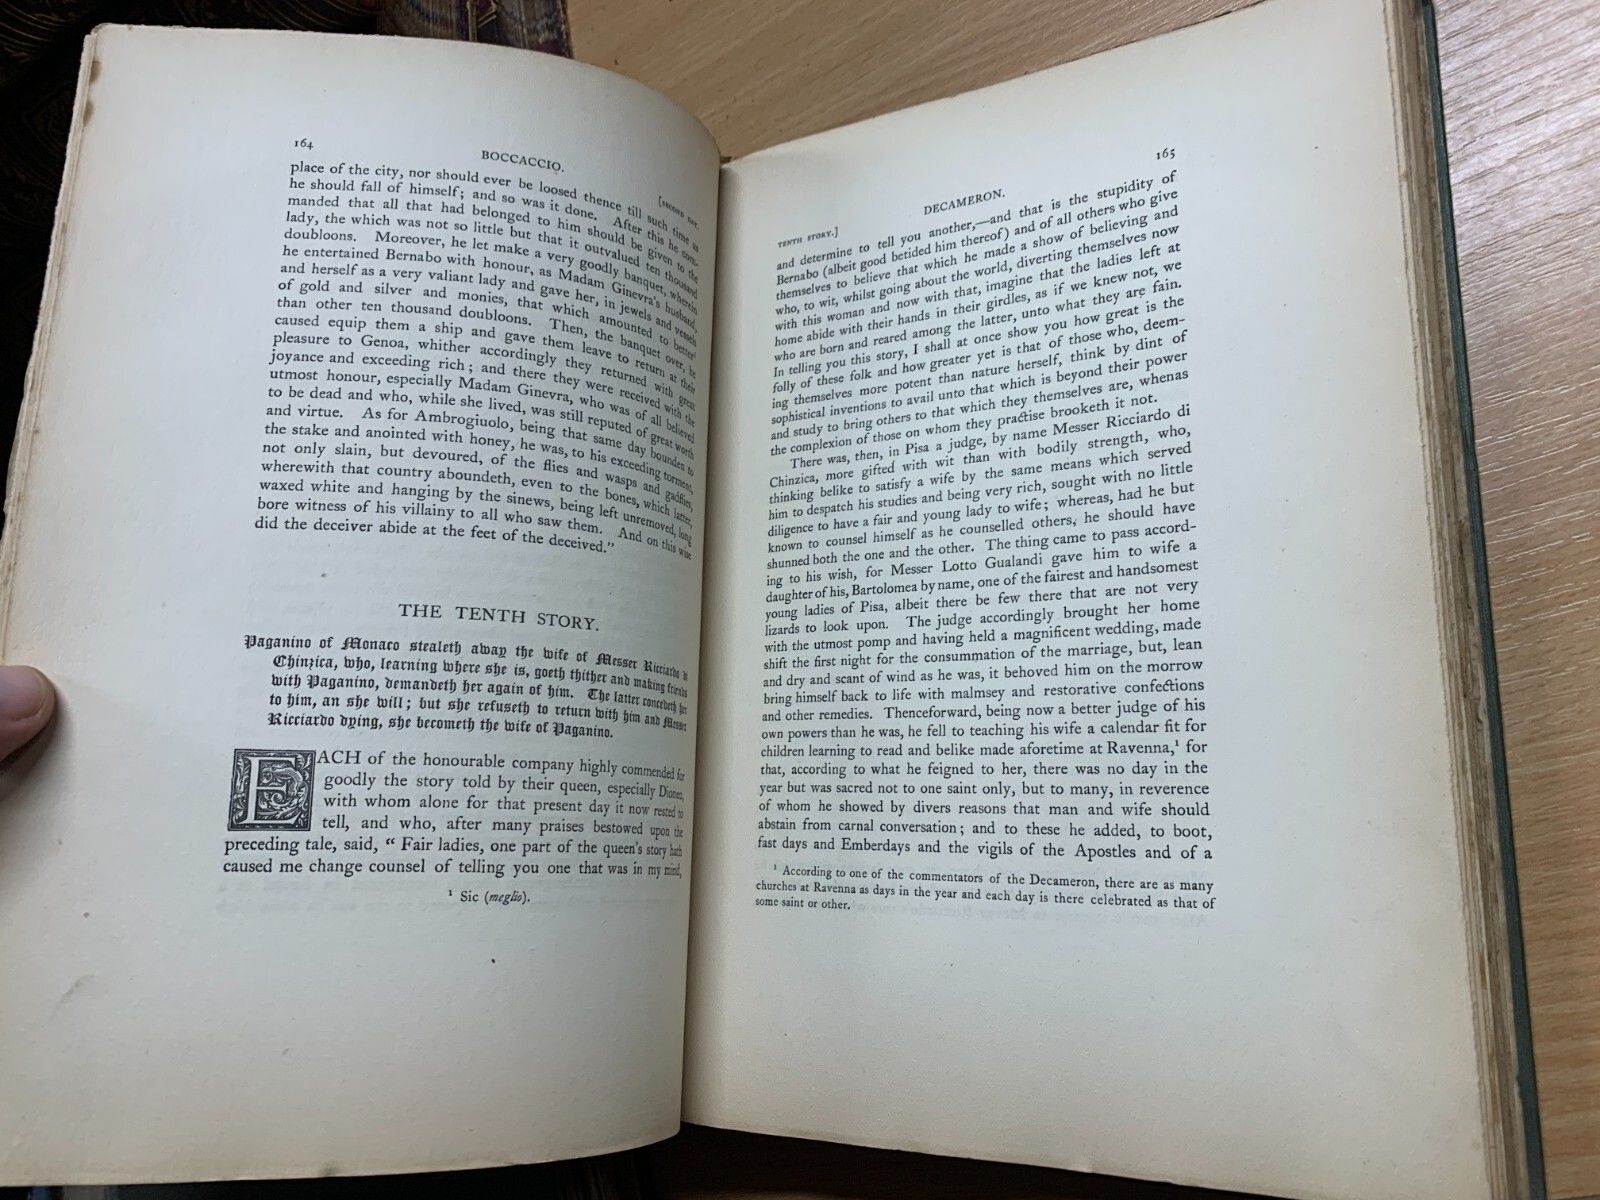 164
BOCCACCIO.
[SECOND DAY.
place of the city, nor should ever be loosed thence till such time as
he should fall of himself; and so was it done. After this he com-
manded that all that had belonged to him should be given to the
lady, the which was not so little but that it outvalued ten thousand
doubloons. Moreover, he let make a very goodly banquet, wherein
he entertained Bernabo with honour, as Madam Ginevra's husband,
and herself as a very valiant lady and gave her, in jewels and vessels
of gold and silver and monies, that which amounted to better¹
than other ten thousand doubloons. Then, the banquet over, he
caused equip them a ship and gave them leave to return at their
pleasure to Genoa, whither accordingly they returned with great
joyance and exceeding rich; and there they were received with the
utmost honour, especially Madam Ginevra, who was of all believed
to be dead and who, while she lived, was still reputed of great worth
and virtue. As for Ambrogiuolo, being that same day bounden to
the stake and anointed with honey, he was, to his exceeding torment,
not only slain, but devoured, of the flies and wasps and gadflies,
wherewith that country aboundeth, even to the bones, which latter,
waxed white and hanging by the sinews, being left unremoved, long
bore witness of his villainy to all who saw them. And on this wise
did the deceiver abide at the feet of the deceived."
THE TENTH STORY.
Paganino of Monaco stealeth away the wife of Messer Ricciardo di
Chinzica, who, learning where she is, goeth thither and making friends
with Paganino, demandeth her again of him. The latter concedeth her
to him, an she will; but she refuseth to return with him and Messer
Ricciardo dying, she becometh the wife of Paganino.
EACH of the honourable company highly commended for
goodly the story told by their queen, especially Dioneo,
with whom alone for that present day it now rested to
tell, and who, after many praises bestowed upon the
preceding tale, said, "Fair ladies, one part of the queen's story hath
caused me change counsel of telling you one that was in my mind,
¹ Sic (meglio).
165
DECAMERON.
TENTH STORY.]
and determine to tell you another,—and that is the stupidity of
Bernabo (albeit good betided him thereof) and of all others who give
themselves to believe that which he made a show of believing and
who, to wit, whilst going about the world, diverting themselves now
with this woman and now with that, imagine that the ladies left at
home abide with their hands in their girdles, as if we knew not, we
who are born and reared among the latter, unto what they are fain.
In telling you this story, I shall at once show you how great is the
folly of these folk and how greater yet is that of those who, deem-
ing themselves more potent than nature herself, think by dint of
sophistical inventions to avail unto that which is beyond their power
and study to bring others to that which they themselves are, whenas
the complexion of those on whom they practise brooketh it not.
There was, then, in Pisa a judge, by name Messer Ricciardo di
Chinzica, more gifted with wit than with bodily strength, who,
thinking belike to satisfy a wife by the same means which served
him to despatch his studies and being very rich, sought with no little
diligence to have a fair and young lady to wife; whereas, had he but
known to counsel himself as he counselled others, he should have
shunned both the one and the other. The thing came to pass accord-
ing to his wish, for Messer Lotto Gualandi gave him to wife a
daughter of his, Bartolomea by name, one of the fairest and handsomest
young ladies of Pisa, albeit there be few there that are not very
lizards to look upon. The judge accordingly brought her home
with the utmost pomp and having held a magnificent wedding, made
shift the first night for the consummation of the marriage, but, lean
and dry and scant of wind as he was, it behoved him on the morrow
bring himself back to life with malmsey and restorative confections
and other remedies. Thenceforward, being now a better judge of his
own powers than he was, he fell to teaching his wife a calendar fit for
children learning to read and belike made aforetime at Ravenna,¹ for
that, according to what he feigned to her, there was no day in the
year but was sacred not to one saint only, but to many, in reverence
of whom he showed by divers reasons that man and wife should
abstain from carnal conversation; and to these he added, to boot,
fast days and Emberdays and the vigils of the Apostles and of a
¹ According to one of the commentators of the Decameron, there are as many
churches at Ravenna as days in the year and each day is there celebrated as that of
some saint or other.